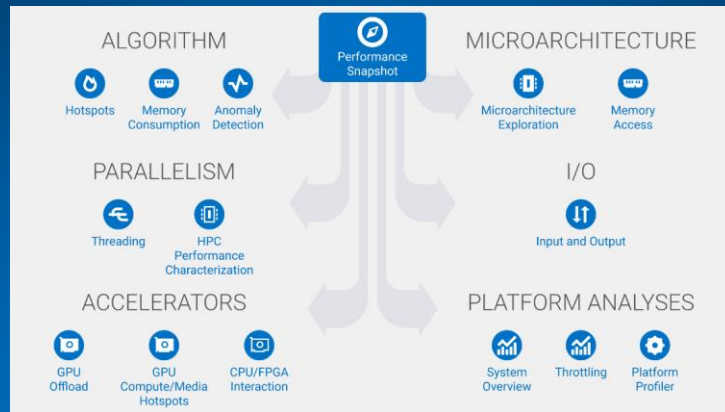 Performance
Snapshot
ALGORITHM
Hotspots
Memory
Consumption
Anomaly
Detection
MICROARCHITECTURE
Microarchitecture
Exploration
Memory
Access
PARALLELISM
Threading
HPC
Performance
Characterization
I/O
Input and Output
ACCELERATORS
GPU
Offload
GPU
Compute/Media
Hotspots
CPU/FPGA
Interaction
PLATFORM ANALYSES
System
Overview
Throttling
Platform
Profiler